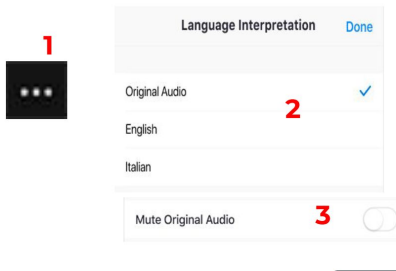 1
Language Interpretation Done
Original Audio
2
English
Italian
Mute Original Audio 3